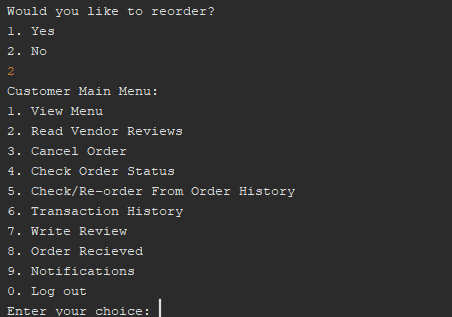 Would you like to reorder?
1. Yes
2. No
2
Customer Main Menu:
1. View Menu
2. Read Vendor Reviews
3. Cancel Order
4. Check Order Status
5. Check/Re-order From Order History
6. Transaction History
7. Write Review
8. Order Recieved
9. Notifications
0. Log out
Enter your choice: